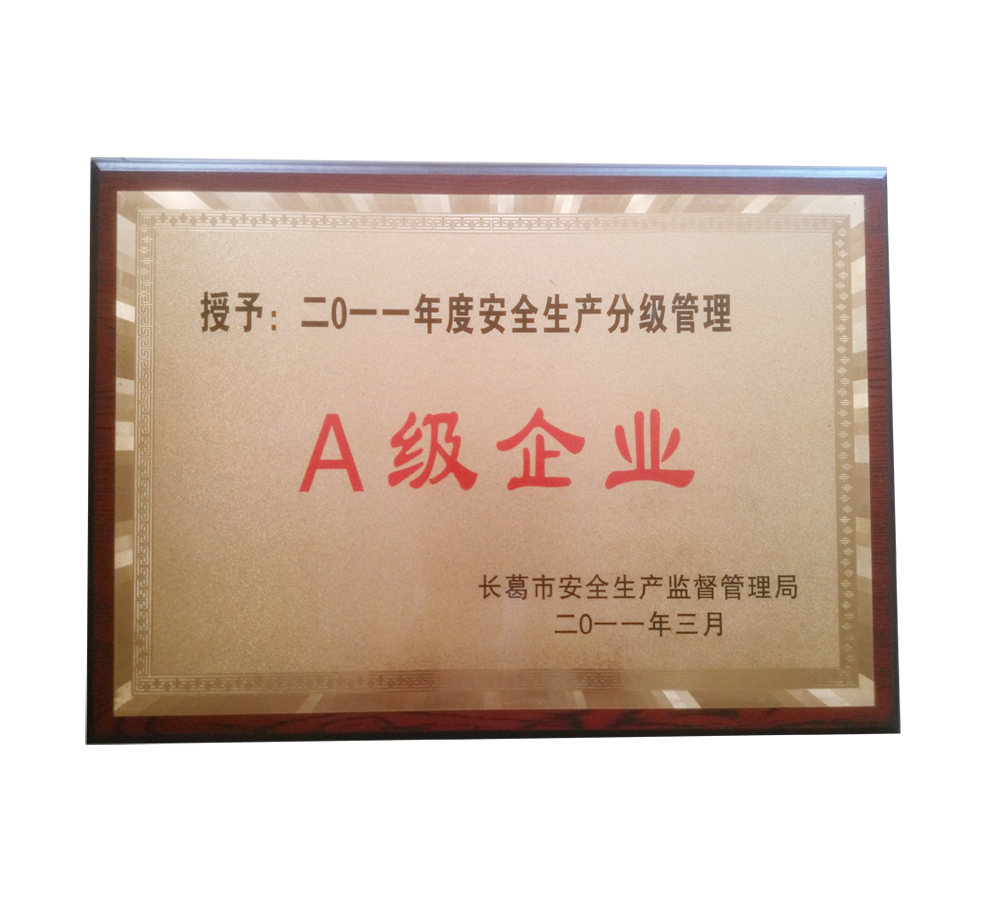 授予：二0一一年度安全生产分级管理
A级企业
长葛市安全生产监督管理局
二0一一年三月